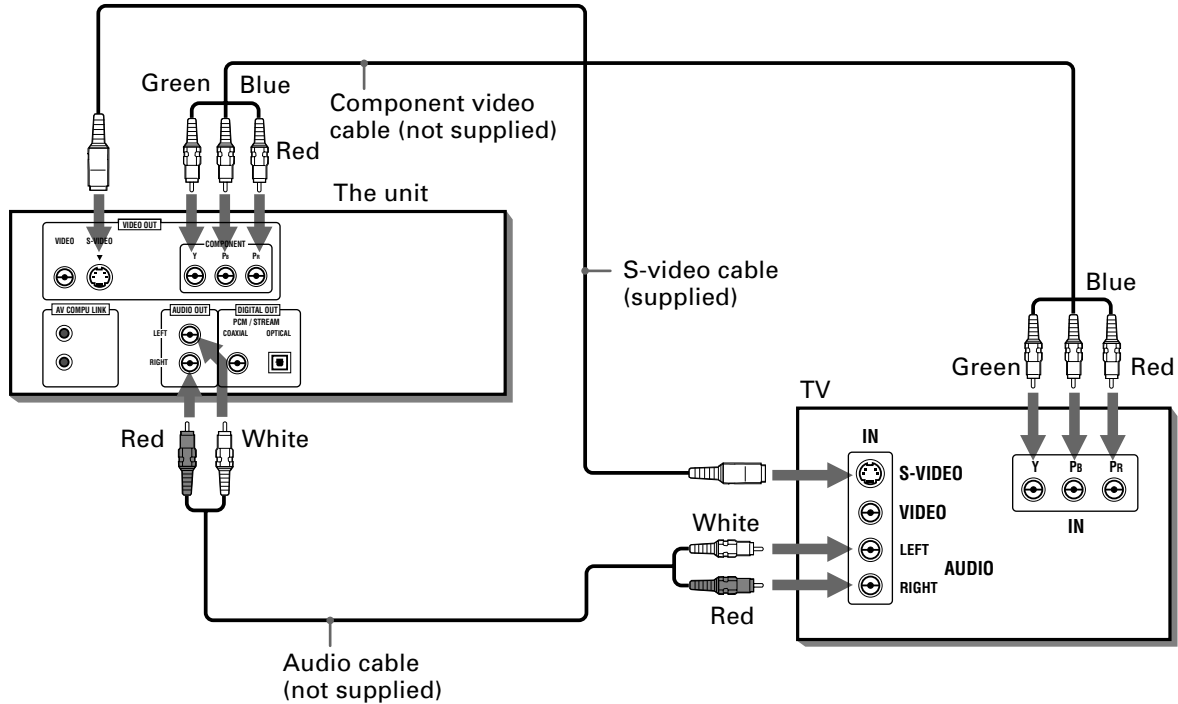 Green
Blue
Component video
cable (not supplied)
Red
The unit
VIDEO OUT
VIDEO
S-VIDEO
COMPONENT
Y
PB
PR
AV COMPU LINK
AUDIO OUT
DIGITAL OUT
PCM / STREAM
LEFT
COAXIAL
OPTICAL
RIGHT
S-video cable
(supplied)
Blue
Green
Red
TV
Red
White
IN
S-VIDEO
VIDEO
LEFT
AUDIO
RIGHT
Y
PB
PR
IN
White
Red
Audio cable
(not supplied)